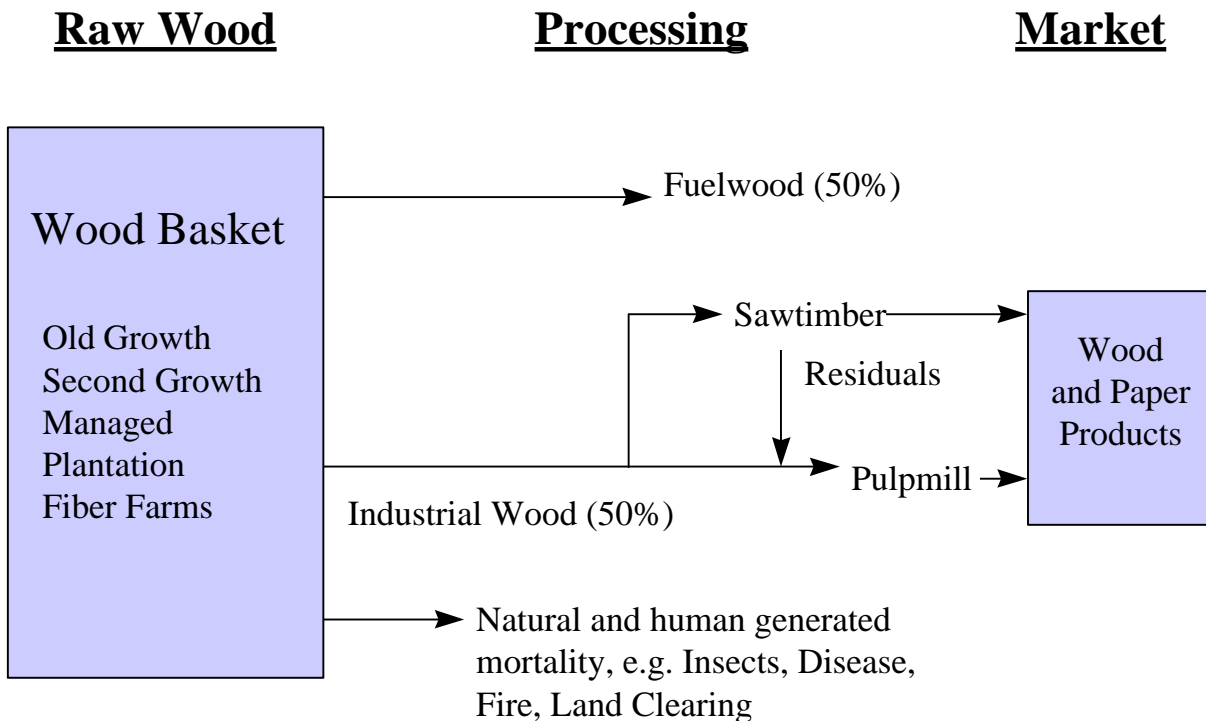 Raw Wood
Processing
Market
Wood Basket
Old Growth
Second Growth
Managed
Plantation
Fiber Farms
Fuelwood (50%)
Sawtimber
Residuals
Industrial Wood (50%)
Pulpmill
Wood
and Paper
Products
Natural and human generated
mortality, e.g. Insects, Disease,
Fire, Land Clearing